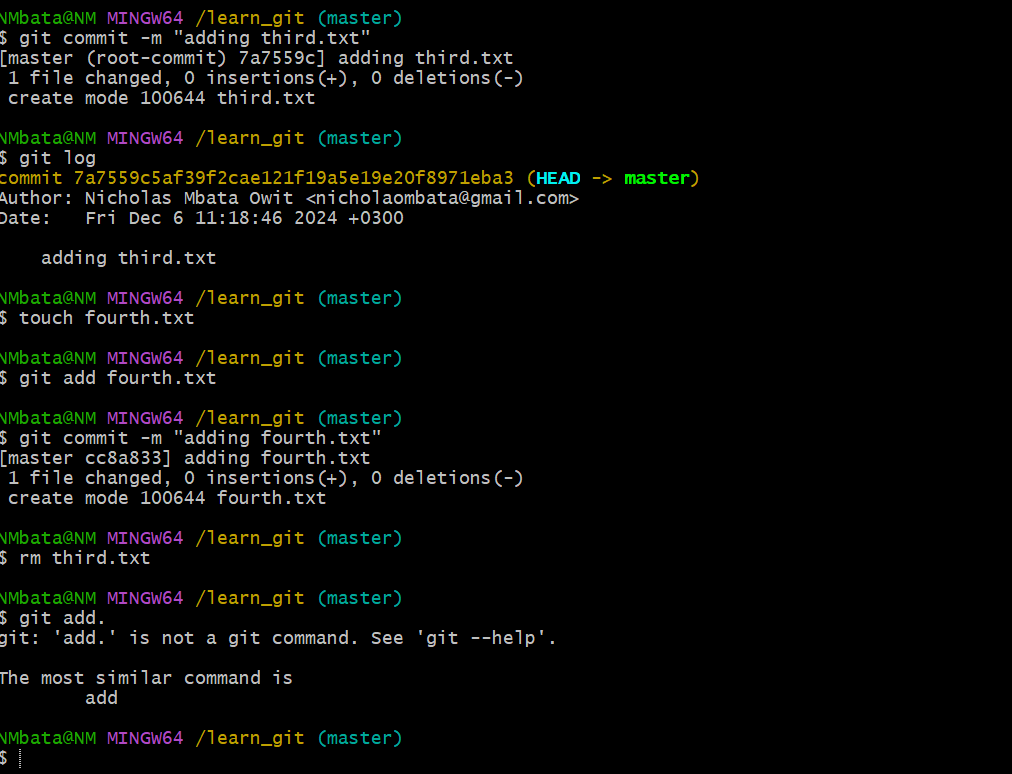 NMbata@NM MINGW64 /learn_git (master)
$ git commit -m "adding third.txt"
[master (root-commit) 7a7559c] adding third.txt
 1 file changed, 0 insertions(+), 0 deletions(-)
 create mode 100644 third.txt
NMbata@NM MINGW64 /learn_git (master)
$ git log
commit 7a7559c5af39f2cae121f19a5e19e20f8971eba3 (HEAD -> master)
Author: Nicholas Mbata Owit <nicholaombata@gmail.com>
Date:   Fri Dec 6 11:18:46 2024 +0300
    adding third.txt
NMbata@NM MINGW64 /learn_git (master)
$ touch fourth.txt
NMbata@NM MINGW64 /learn_git (master)
$ git add fourth.txt
NMbata@NM MINGW64 /learn_git (master)
$ git commit -m "adding fourth.txt"
[master cc8a833] adding fourth.txt
 1 file changed, 0 insertions(+), 0 deletions(-)
 create mode 100644 fourth.txt
NMbata@NM MINGW64 /learn_git (master)
$ rm third.txt
NMbata@NM MINGW64 /learn_git (master)
$ git add.
git: 'add.' is not a git command. See 'git --help'.
The most similar command is
        add
NMbata@NM MINGW64 /learn_git (master)
$